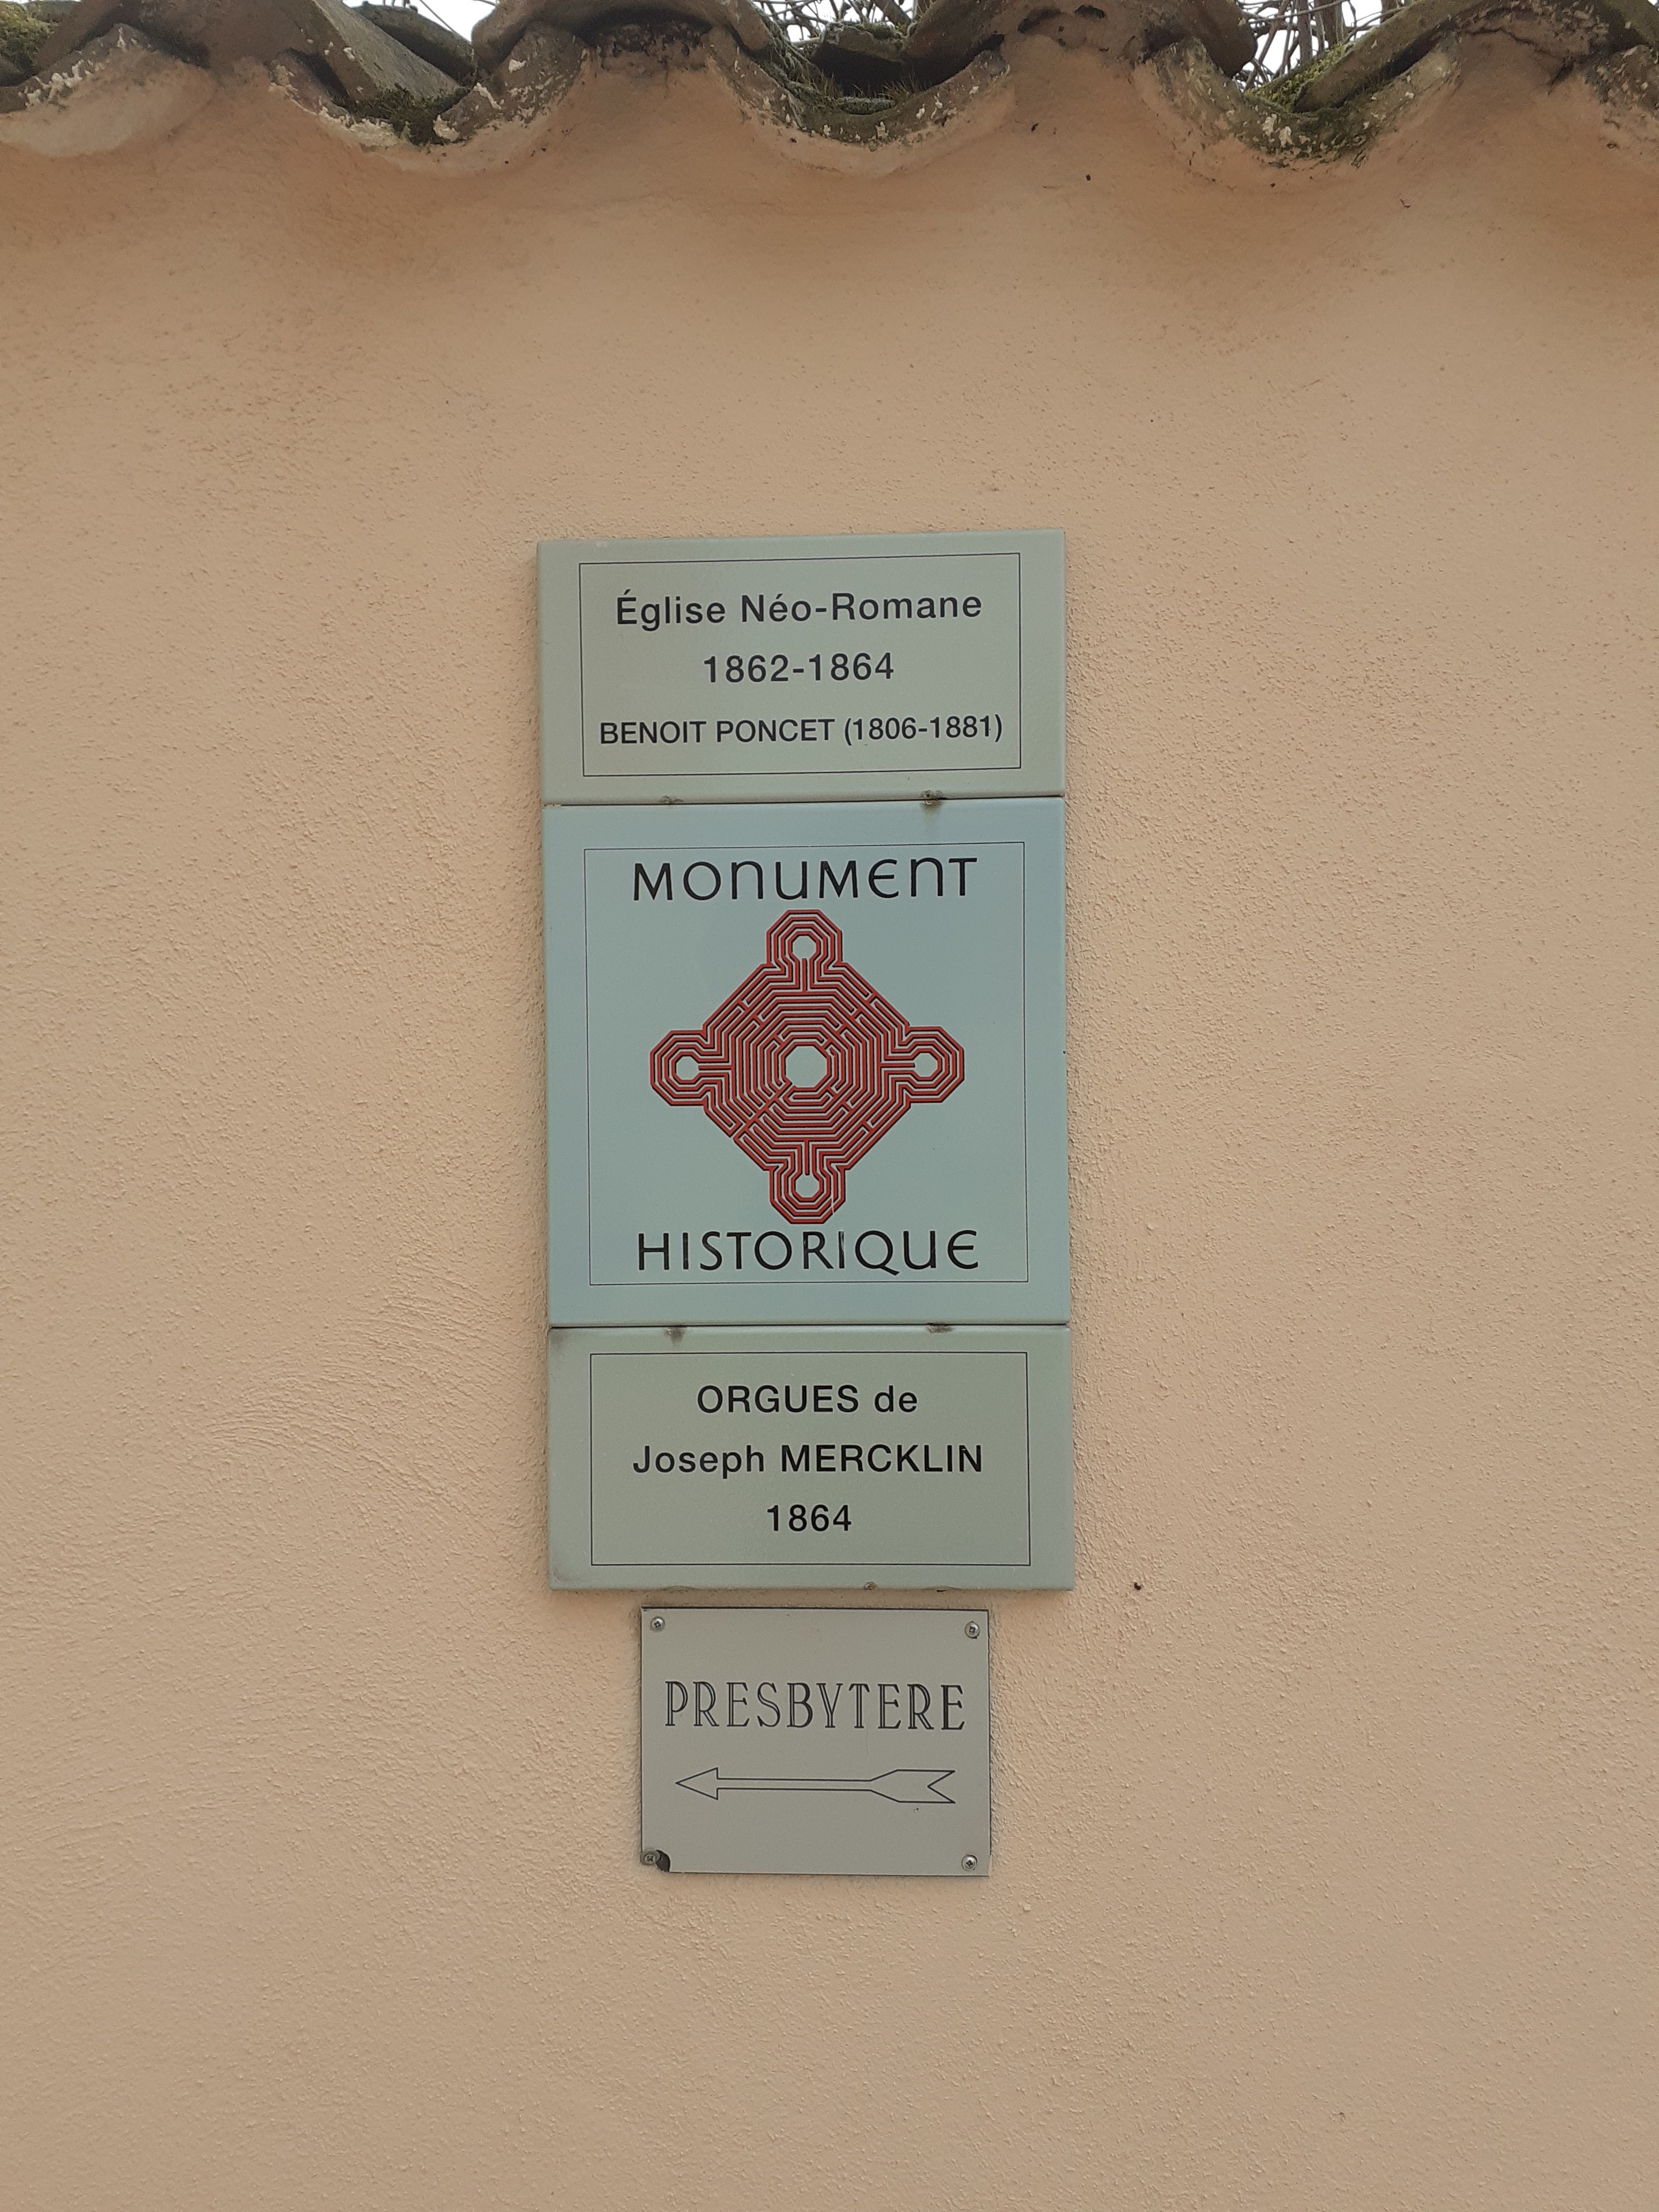 Église Néo-Romane
1862-1864
BENOIT PONCET (1806-1881)
MONUMENT
HISTORIQUE
ORGUES de
Joseph MERCKLIN
1864
PRESBYTERE